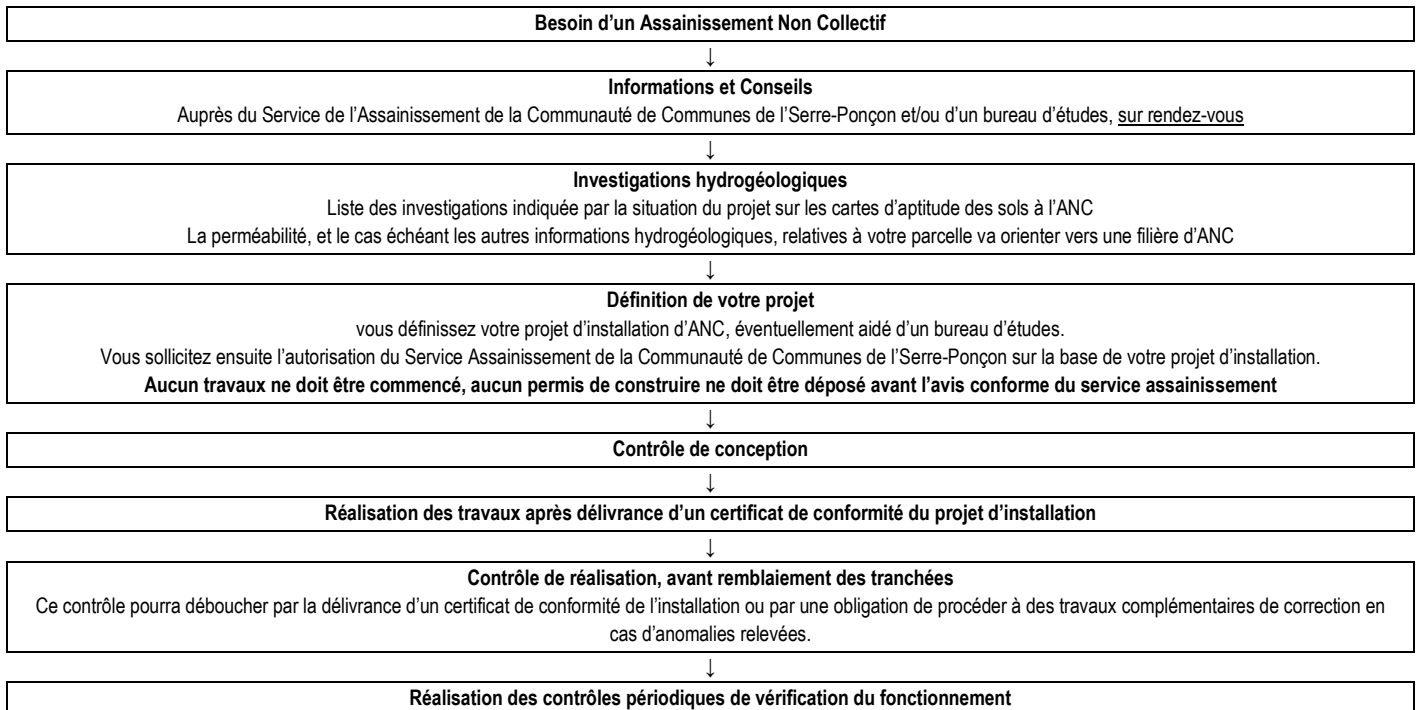 Besoin d’un Assainissement Non Collectif
↓
Informations et Conseils
Auprès du Service de l’Assainissement de la Communauté de Communes de l’Serre-Ponçon et/ou d’un bureau d’études, sur rendez-vous
↓
Investigations hydrogéologiques
Liste des investigations indiquée par la situation du projet sur les cartes d’aptitude des sols à l’ANC
La perméabilité, et le cas échéant les autres informations hydrogéologiques, relatives à votre parcelle va orienter vers une filière d’ANC
↓
Définition de votre projet
vous définissez votre projet d’installation d’ANC, éventuellement aidé d’un bureau d’études.
Vous sollicitez ensuite l’autorisation du Service Assainissement de la Communauté de Communes de l’Serre-Ponçon sur la base de votre projet d’installation.
Aucun travaux ne doit être commencé, aucun permis de construire ne doit être déposé avant l’avis conforme du service assainissement
↓
Contrôle de conception
↓
Réalisation des travaux après délivrance d’un certificat de conformité du projet d’installation
↓
Contrôle de réalisation, avant remblaiement des tranchées
Ce contrôle pourra déboucher par la délivrance d’un certificat de conformité de l’installation ou par une obligation de procéder à des travaux complémentaires de correction en
cas d’anomalies relevées.
↓
Réalisation des contrôles périodiques de vérification du fonctionnement